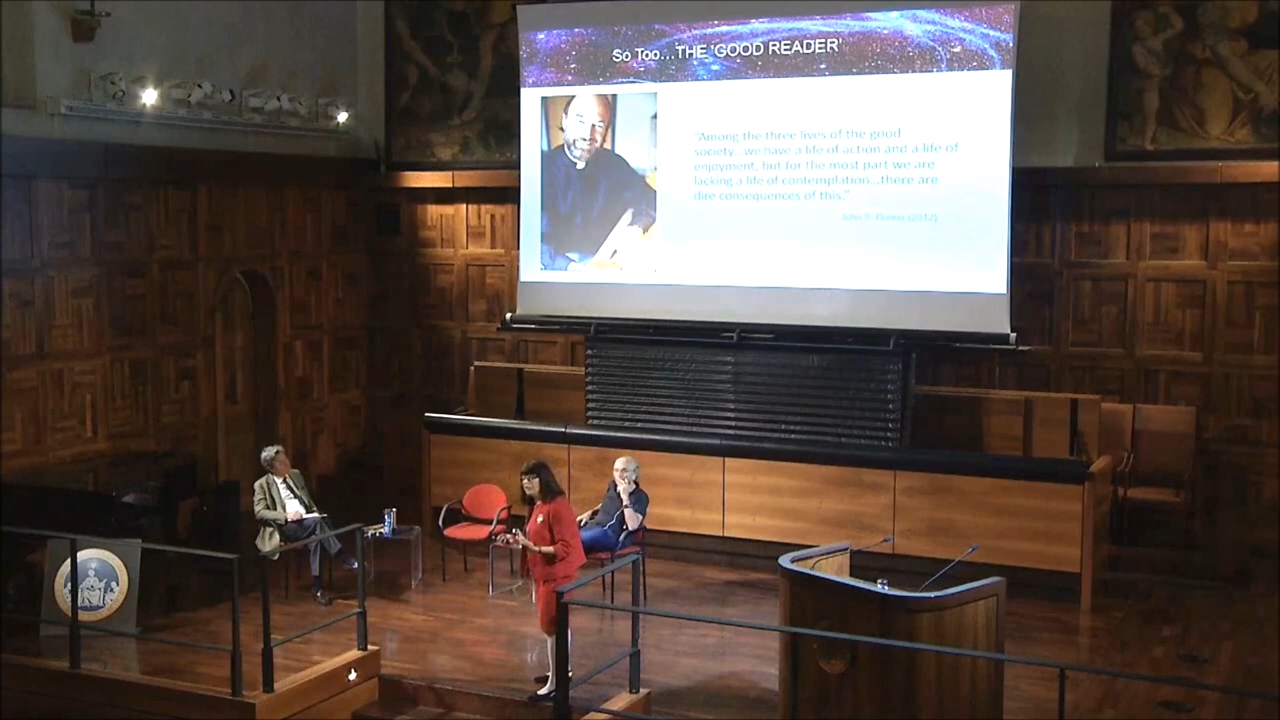 So Too...THE 'GOOD READER'
"Among the three lives of the good
society...we have a life of action and a life of
enjoyment, but for the most part we are
lacking a life of contemplation...there are
dire consequences of this."
John S. (2012)